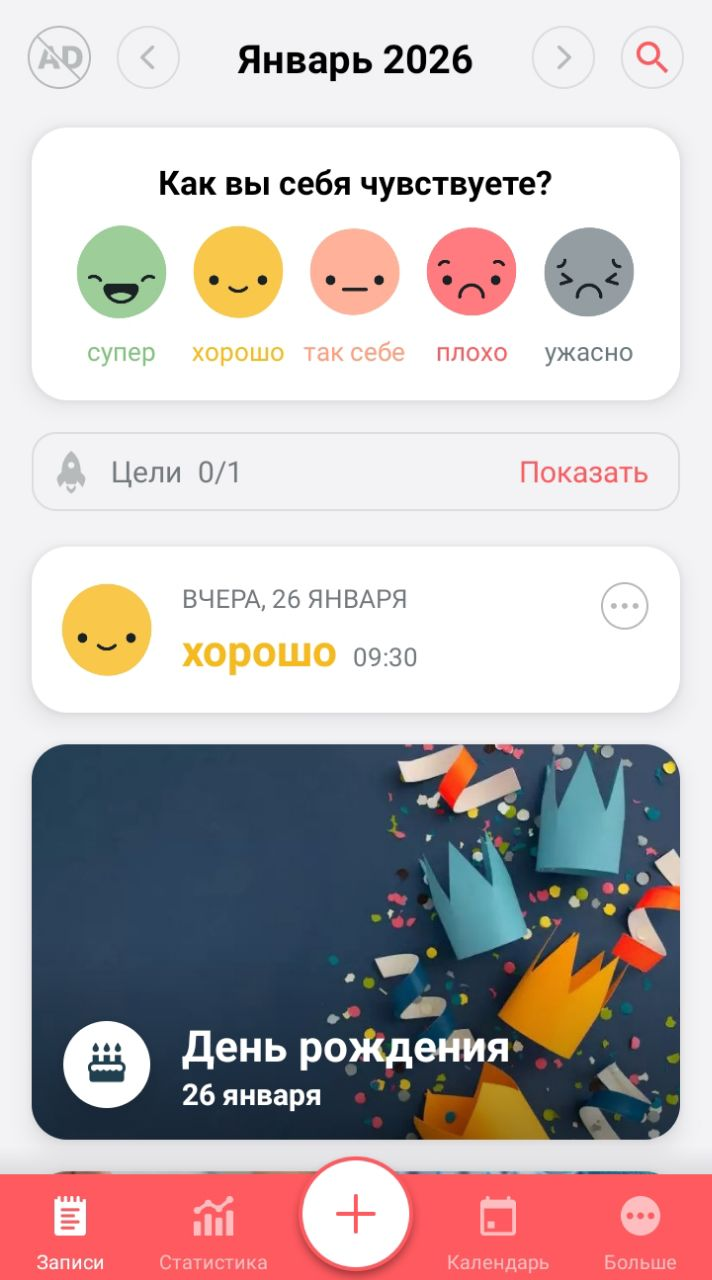 AD
Январь 2026
Как вы себя чувствуете?
супер хорошо так себе плохо ужасно
Цели 0/1 Показать
ВЧЕРА, 26 ЯНВАРЯ
хорошо 09:30
День рождения
26 января
Записи Статистика Календарь Больше